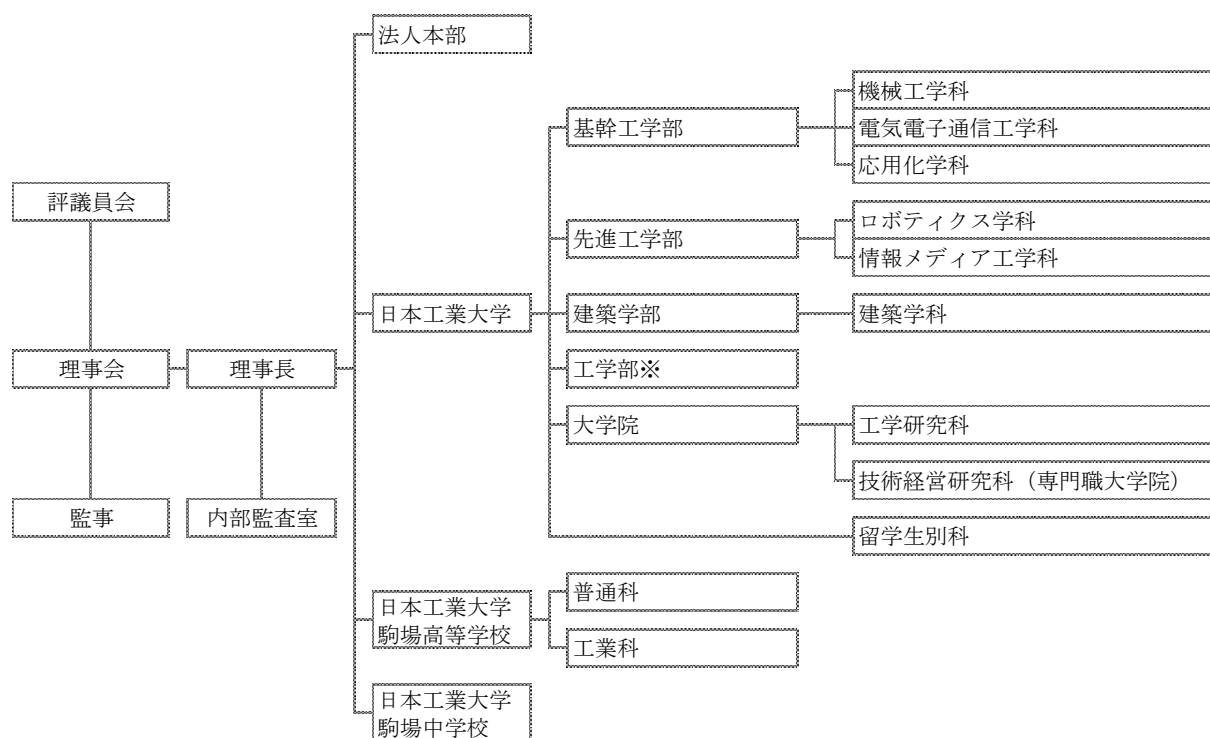 法人本部
機械工学科
基幹工学部
電気電子通信工学科
応用化学科
評議員会
ロボティクス学科
先進工学部
情報メディア工学科
日本工業大学
建築学部
建築学科
理事会
理事長
工学部※
大学院
工学研究科
技術経営研究科（専門職大学院）
監事
内部監査室
留学生別科
日本工業大学
駒場高等学校
普通科
工業科
日本工業大学
駒場中学校